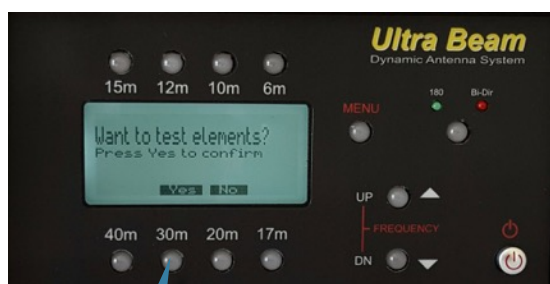 Ultra Beam
Dynamic Antenna System
15m 12m 10m 6m
180 Bi-Dir
MENU
Want to test elements?
Press Yes to confirm
Yes No
UP
FREQUENCY
DN
40m 30m 20m 17m